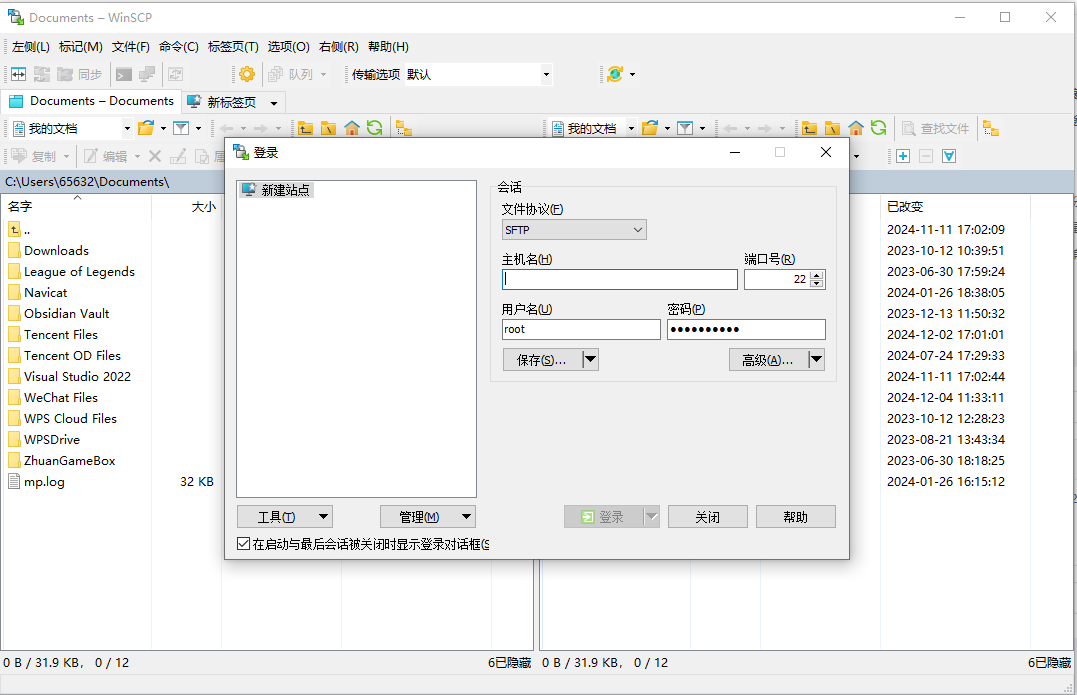 Documents – WinSCP
左侧(L) 标记(M) 文件(F) 命令(C) 标签页(T) 选项(O) 右侧(R) 帮助(H)
同步 队列 传输选项 默认
Documents – Documents 新标签页
我的文档 我的文档 查找文件
复制 编辑
登录
C:\Users\65632\Documents\
名字 大小 已改变
..
2024-11-11 17:02:09
Downloads 2023-10-12 10:39:51
League of Legends 2023-06-30 17:59:24
Navicat 2024-01-26 18:38:05
Obsidian Vault 2023-12-13 11:50:32
Tencent Files 2024-12-02 17:01:01
Tencent OD Files 2024-07-24 17:29:33
Visual Studio 2022 2024-11-11 17:02:44
WeChat Files 2024-12-04 11:33:11
WPS Cloud Files 2023-10-12 12:28:23
WPSDrive 2023-08-21 13:43:34
ZhuanGameBox 2023-06-30 18:18:25
mp.log 32 KB 2024-01-26 16:15:12
新建站点
会话
文件协议(F)
SFTP
主机名(H) 端口号(R)
22
用户名(U) 密码(P)
root ●●●●●●●●●●
保存(S)... 高级(A)...
工具(T) 管理(M) 登录 关闭 帮助
在启动与最后会话被关闭时显示登录对话框(S
0 B / 31.9 KB, 0 / 12 6已隐藏 0 B / 31.9 KB, 0 / 12 6已隐藏